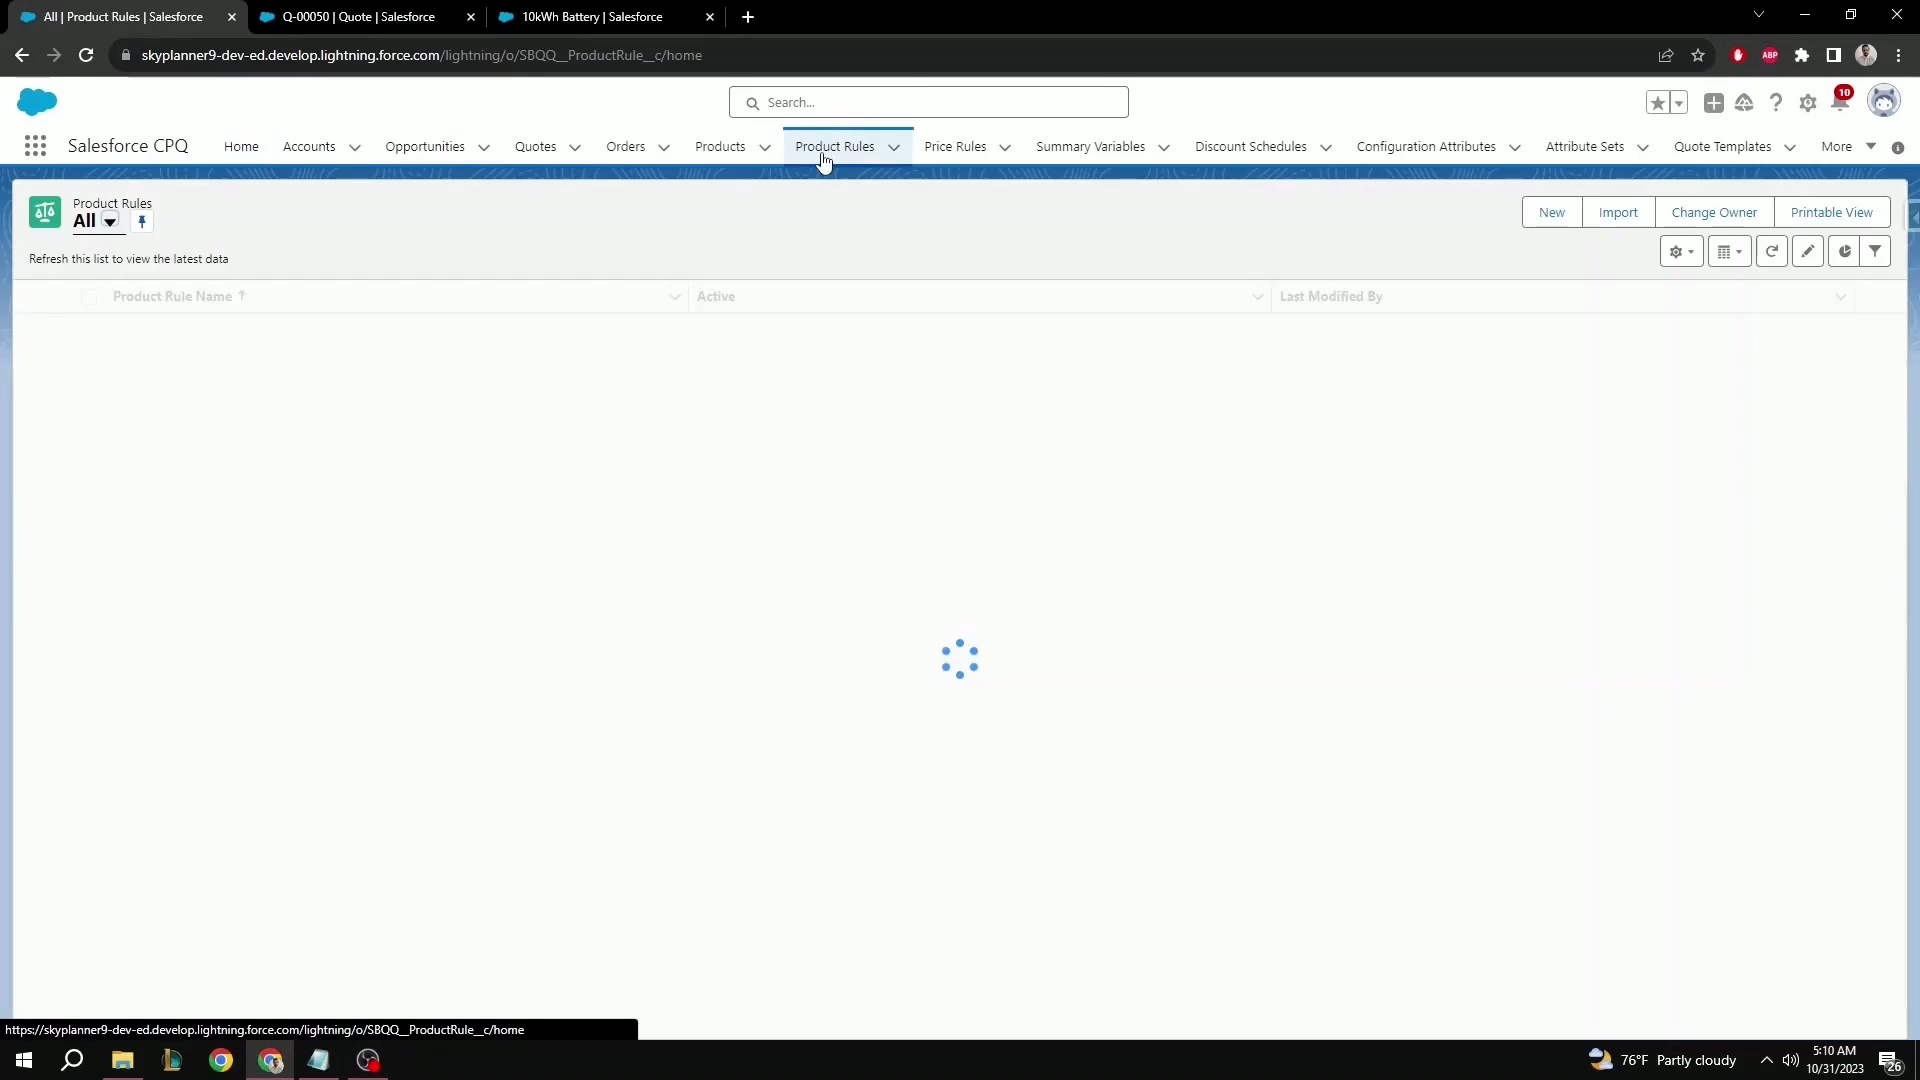 All | Product Rules | Salesforce
Q-00050 | Quote | Salesforce
10kWh Battery | Salesforce
skyplanner9-dev-ed.develop.lightning.force.com/lightning/o/SBQQ__ProductRule__c/home
ABP
Search...
10
Salesforce CPQ
Home
Accounts
Opportunities
Quotes
Orders
Products
Product Rules
Price Rules
Summary Variables
Discount Schedules
Configuration Attributes
Attribute Sets
Quote Templates
More
Product Rules
All
New
Import
Change Owner
Printable View
Refresh this list to view the latest data
Product Rule Name
Active
Last Modified By
https://skyplanner9-dev-ed.develop.lightning.force.com/lightning/o/SBQQ__ProductRule__c/home
76°F Partly cloudy
5:10 AM
10/31/2023
26